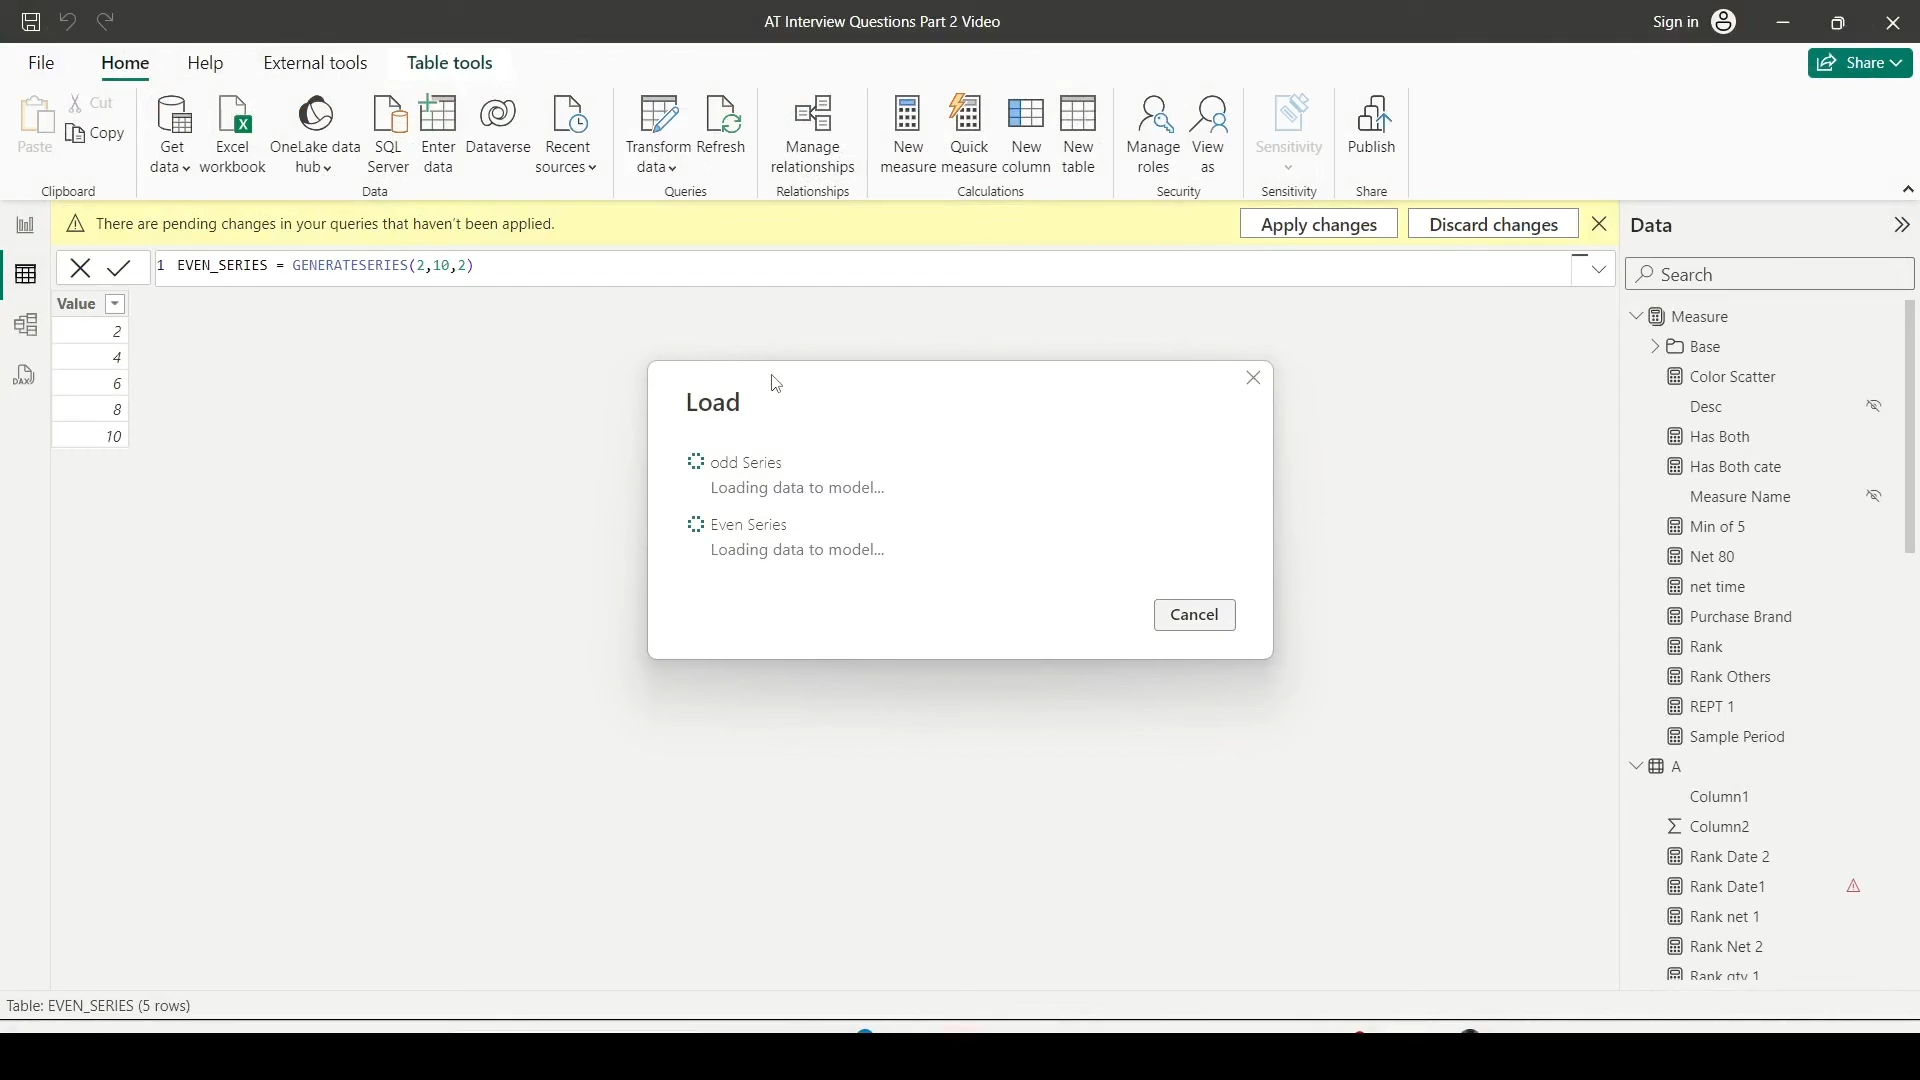 AT Interview Questions Part 2 Video
Sign in
File
Home
Help
External tools
Table tools
Share
Paste
Cut
Copy
Clipboard
Get data
Excel workbook
OneLake data hub
SQL Server
Enter data
Dataverse
Recent sources
Data
Transform data
Refresh
Queries
Manage relationships
Relationships
New measure
Quick measure
New column
New table
Calculations
Manage roles
View as
Security
Sensitivity
Sensitivity
Publish
Share
There are pending changes in your queries that haven't been applied.
Apply changes
Discard changes
1 EVEN_SERIES = GENERATESERIES(2,10,2)
Value
2
4
6
8
10
DAX
Load
odd Series
Loading data to model...
Even Series
Loading data to model...
Cancel
Data
Search
Measure
Base
Color Scatter
Desc
Has Both
Has Both cate
Measure Name
Min of 5
Net 80
net time
Purchase Brand
Rank
Rank Others
REPT 1
Sample Period
A
Column1
Column2
Rank Date 2
Rank Date1
Rank net 1
Rank Net 2
Rank qty 1
Table: EVEN_SERIES (5 rows)